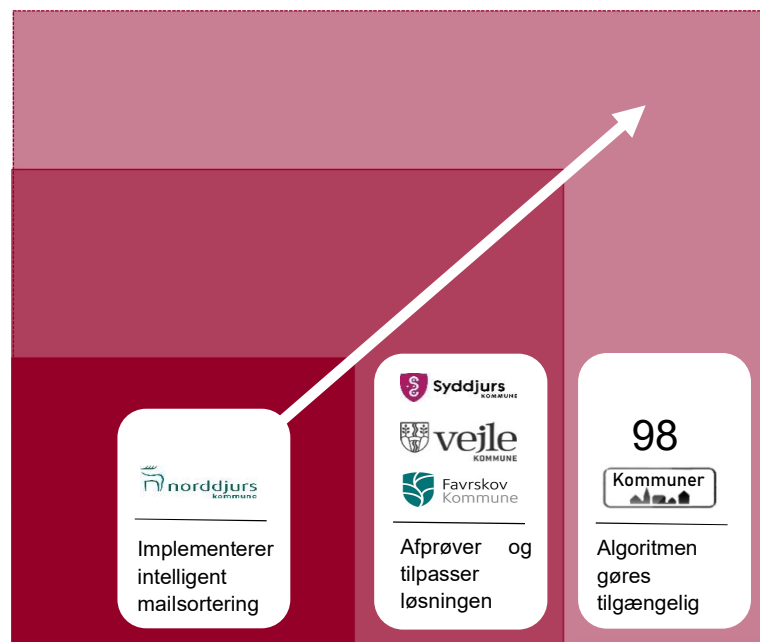 norddjurs
kommune
Implementerer
intelligent
mailsortering
Syddjurs
KOMMUNE
vejle
KOMMUNE
Favrskov
Kommune
Afprøver og
tilpasser
løsningen
98
Kommuner
Algoritmen
gøres
tilgængelig